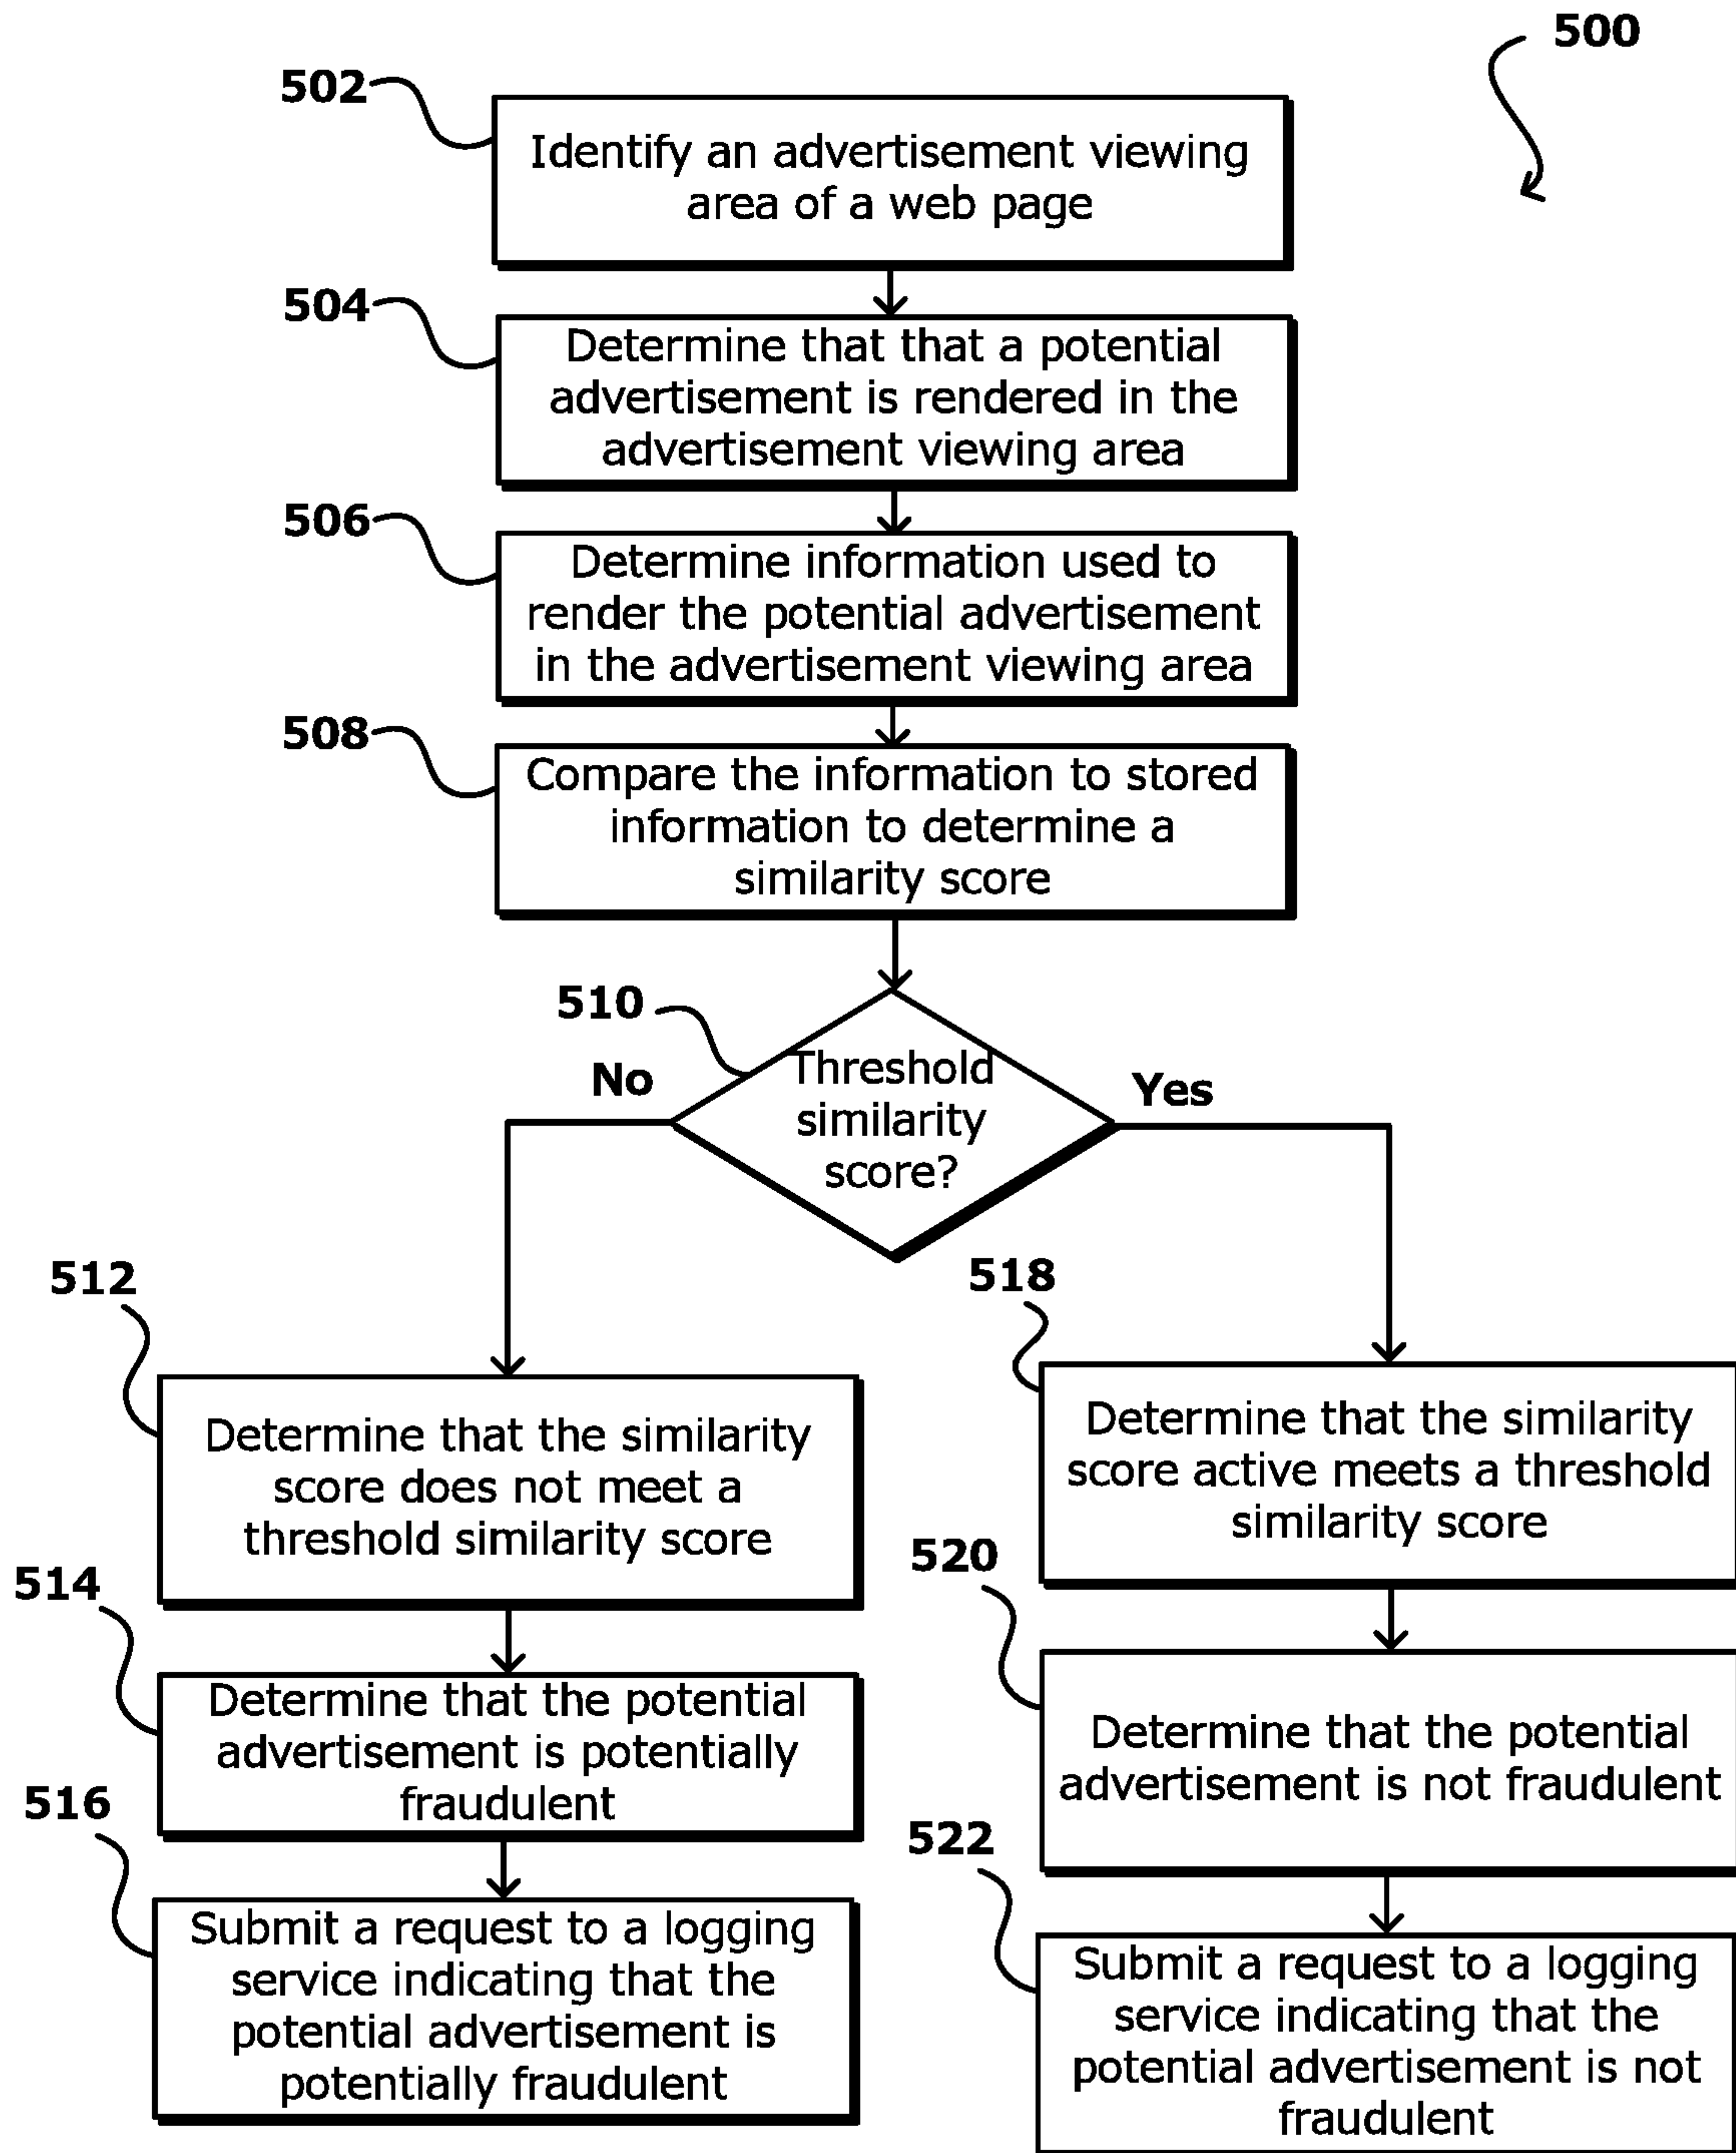 500
502
Identify an advertisement viewing
area of a web page
504
Determine that that a potential
advertisement is rendered in the
advertisement viewing area
506
Determine information used to
render the potential advertisement
in the advertisement viewing area
508
Compare the information to stored
information to determine a
similarity score
510
Threshold
similarity
score?
No
Yes
512
Determine that the similarity
score does not meet a
threshold similarity score
514
Determine that the potential
advertisement is potentially
fraudulent
516
Submit a request to a logging
service indicating that the
potential advertisement is
potentially fraudulent
518
Determine that the similarity
score active meets a threshold
similarity score
520
Determine that the potential
advertisement is not fraudulent
522
Submit a request to a logging
service indicating that the
potential advertisement is not
fraudulent